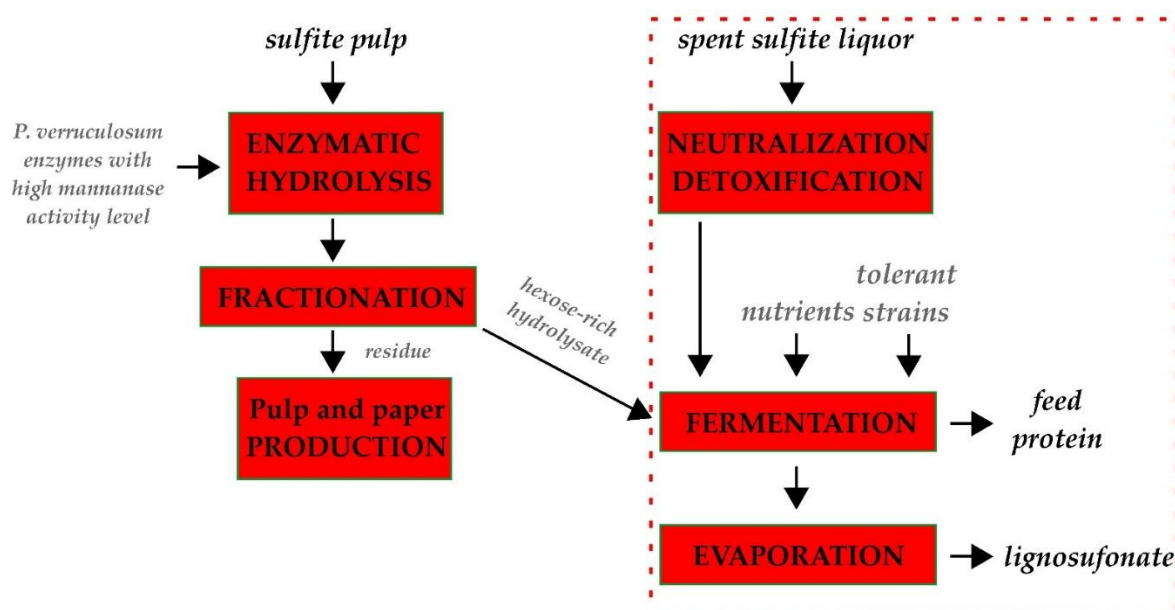 sulfite pulp
P. verruculosum
enzymes with
high mannanase
activity level
ENZYMATIC
HYDROLYSIS
FRACTIONATION
residue
Pulp and paper
PRODUCTION
hexose-rich
hydrolysate
spent sulfite liquor
NEUTRALIZATION
DETOXIFICATION
nutrients
tolerant
strains
FERMENTATION
feed
protein
EVAPORATION
lignosufonate